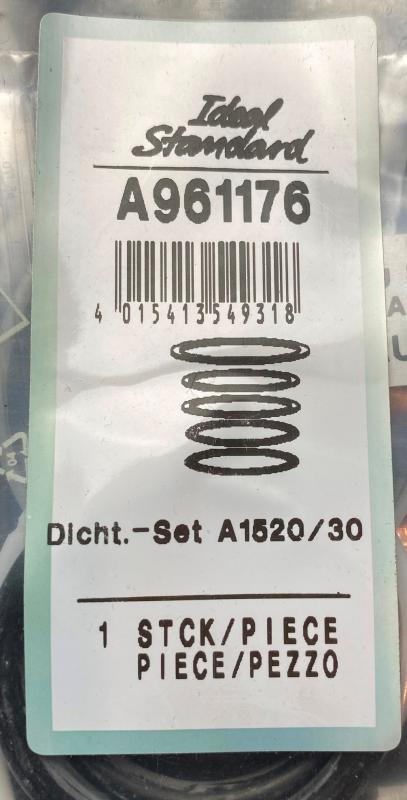 Ideal
Standard
A961176
4 015413 549318
Dicht.-Set A1520/30
1 STCK/PIECE
PIECE/PEZZO